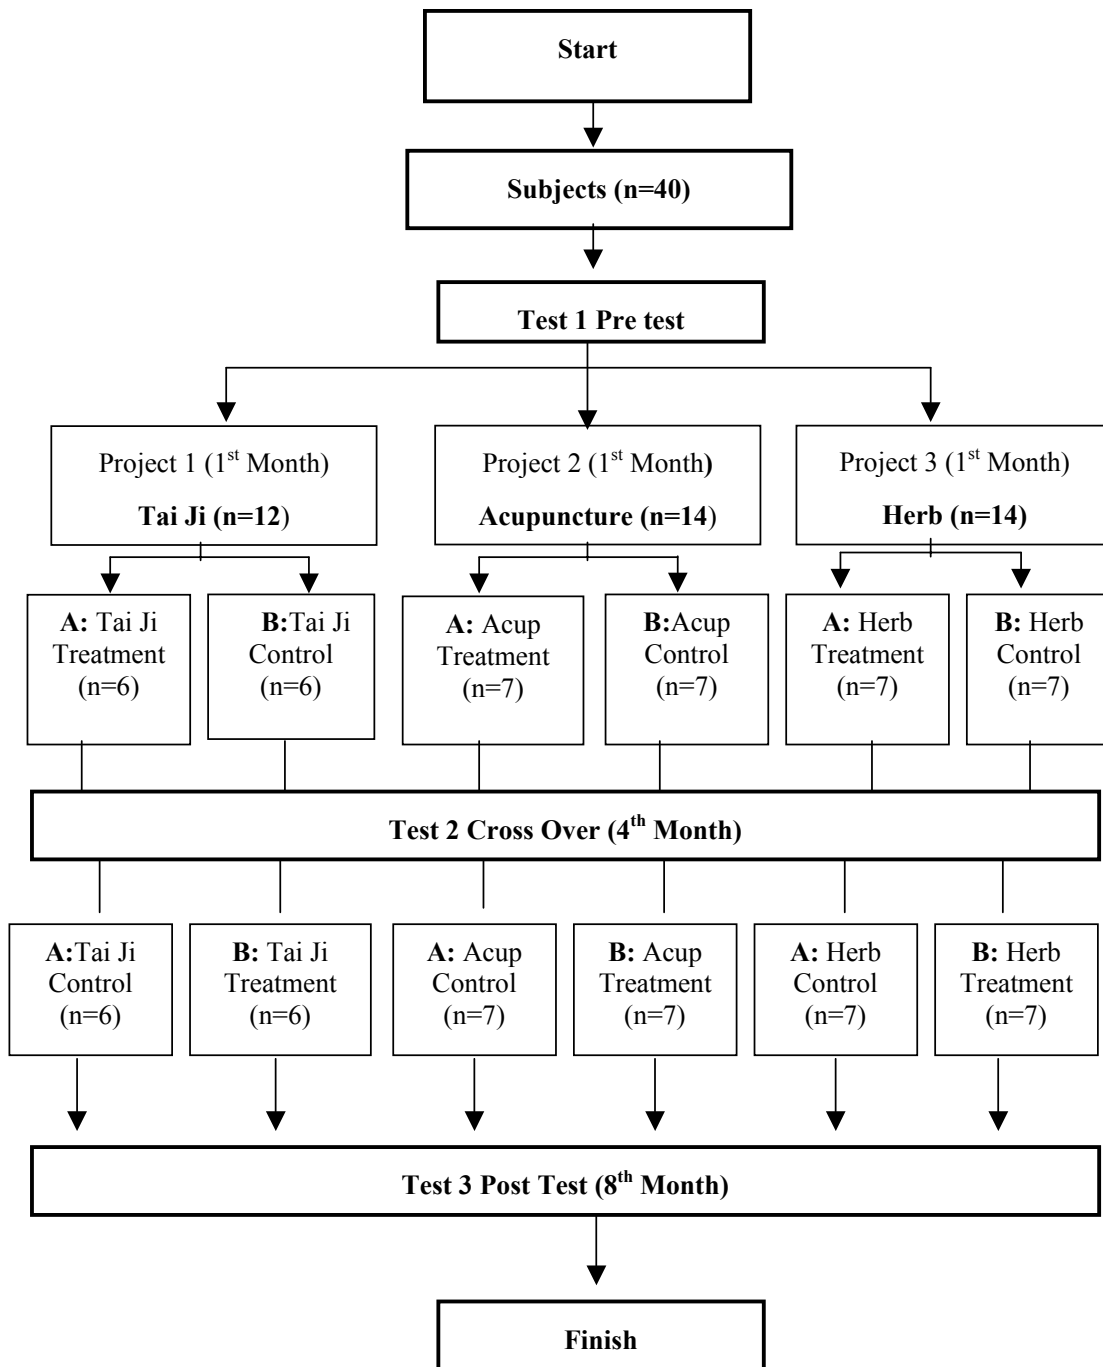 Start
Subjects (n=40)
Test 1 Pre test
Project 1 (1st Month)
Tai Ji (n=12)
Project 2 (1st Month)
Acupuncture (n=14)
Project 3 (1st Month)
Herb (n=14)
A: Tai Ji
Treatment
(n=6)
B:Tai Ji
Control
(n=6)
A: Acup
Treatment
(n=7)
B:Acup
Control
(n=7)
A: Herb
Treatment
(n=7)
B: Herb
Control
(n=7)
Test 2 Cross Over (4th Month)
A:Tai Ji
Control
(n=6)
B: Tai Ji
Treatment
(n=6)
A: Acup
Control
(n=7)
B: Acup
Treatment
(n=7)
A: Herb
Control
(n=7)
B: Herb
Treatment
(n=7)
Test 3 Post Test (8th Month)
Finish